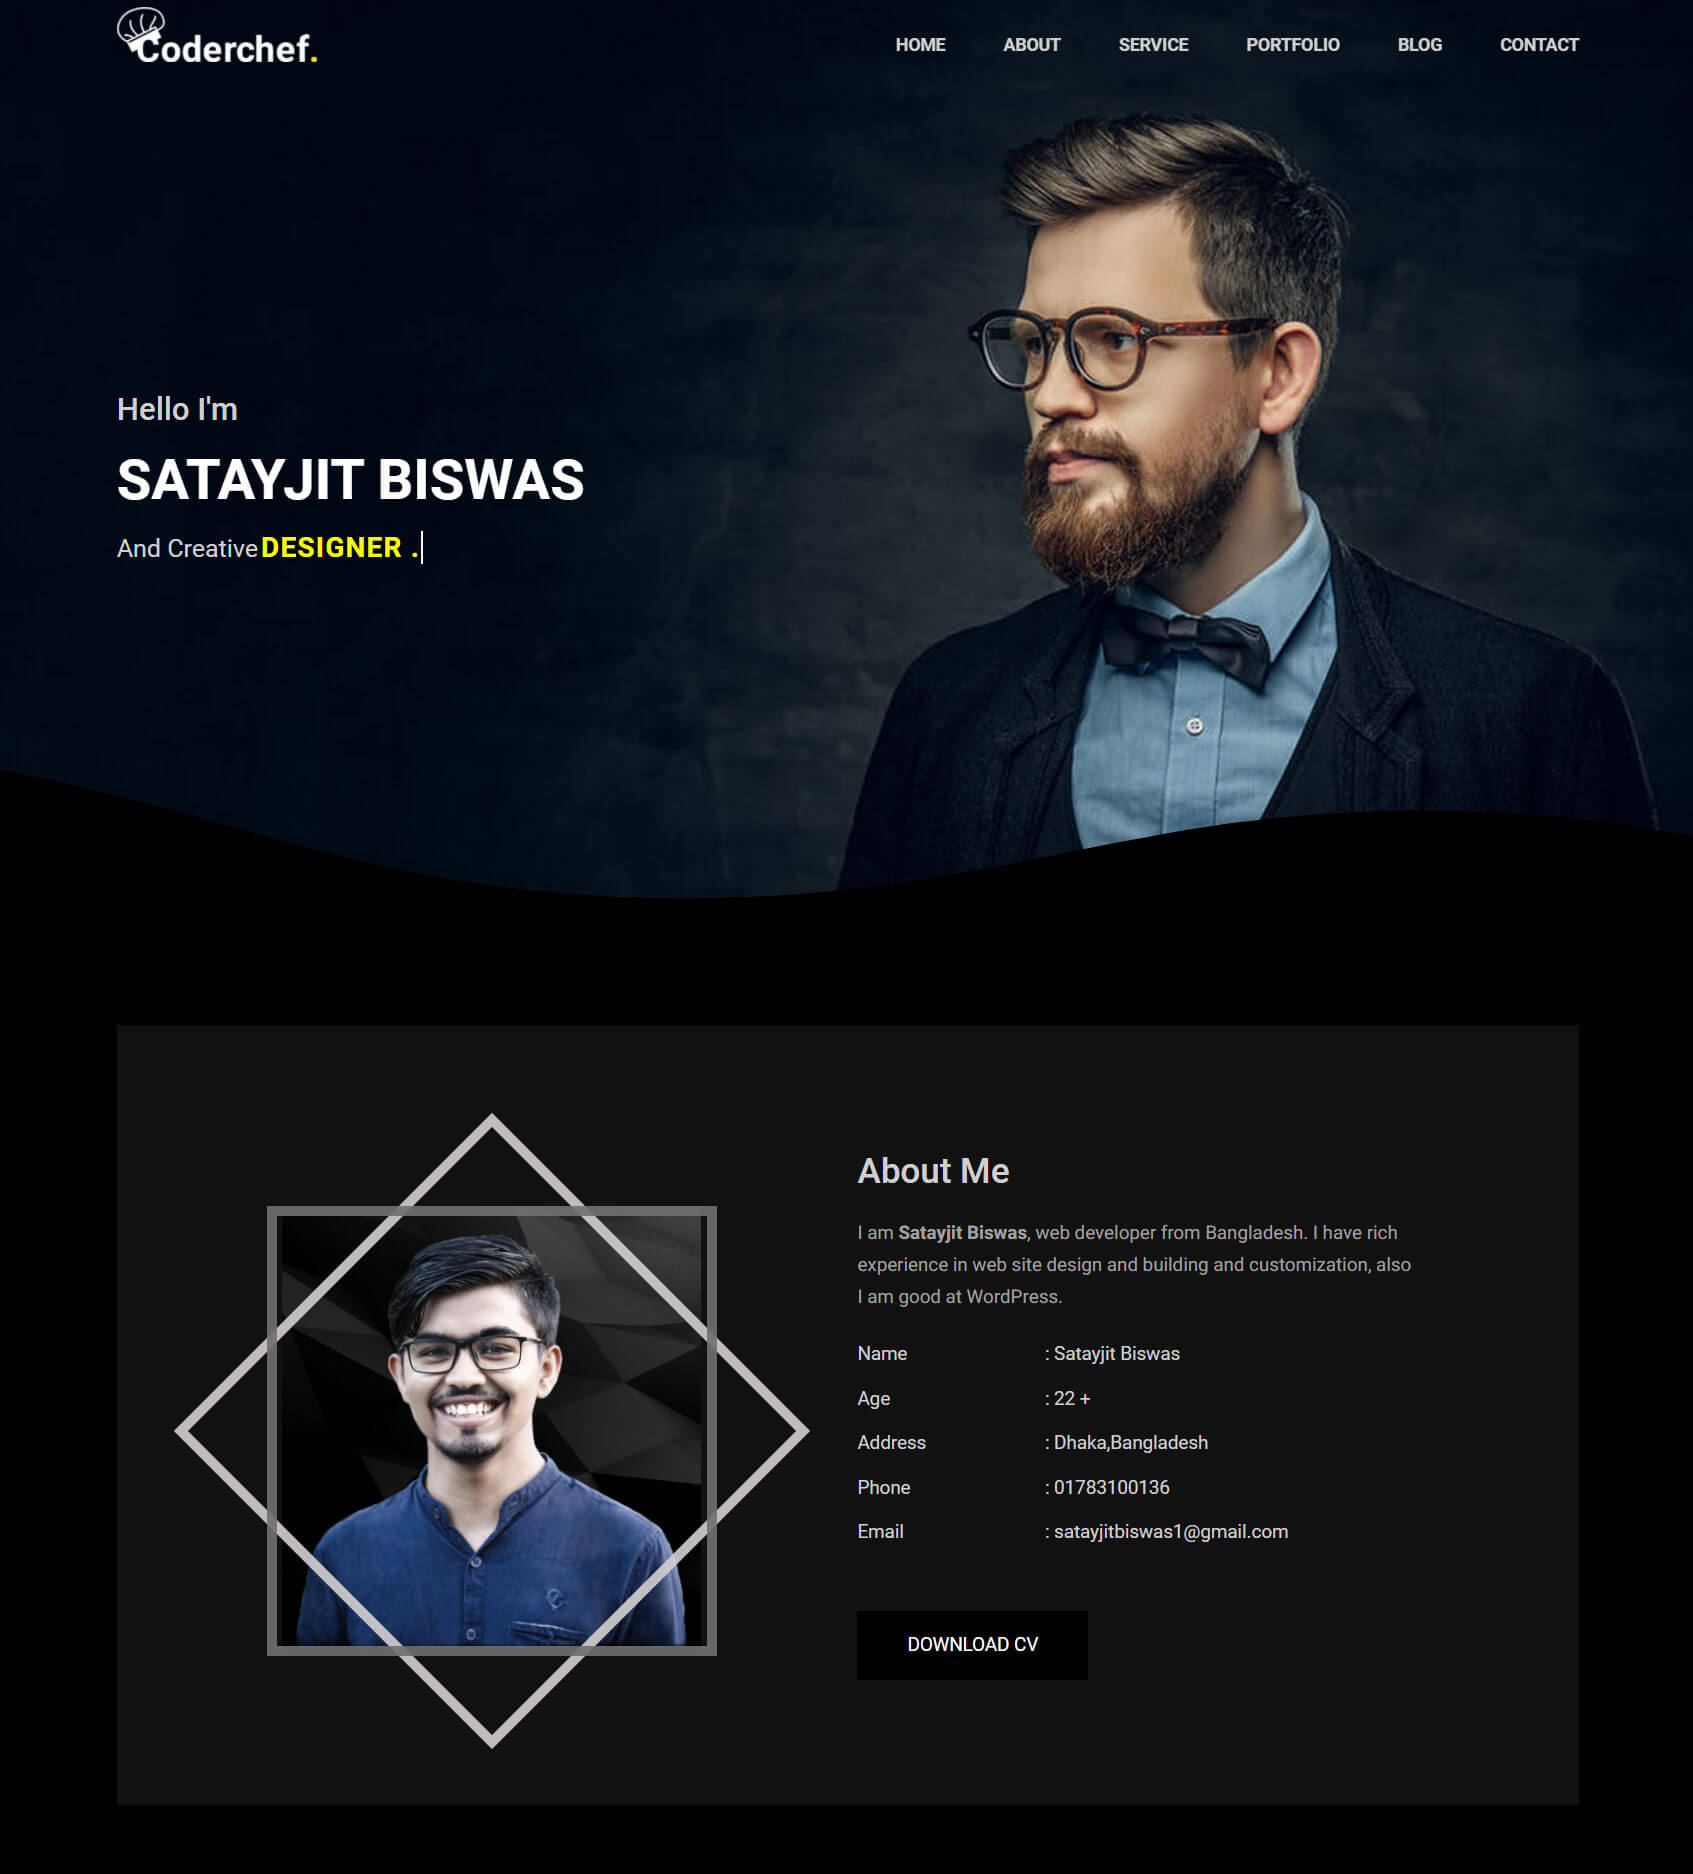 Coderchef.
HOME ABOUT SERVICE PORTFOLIO BLOG CONTACT
Hello I'm
SATAYJIT BISWAS
And Creative DESIGNER .
About Me
I am Satayjit Biswas, web developer from Bangladesh. I have rich
experience in web site design and building and customization, also
I am good at WordPress.
Name : Satayjit Biswas
Age : 22 +
Address : Dhaka,Bangladesh
Phone : 01783100136
Email : satayjitbiswas1@gmail.com
DOWNLOAD CV